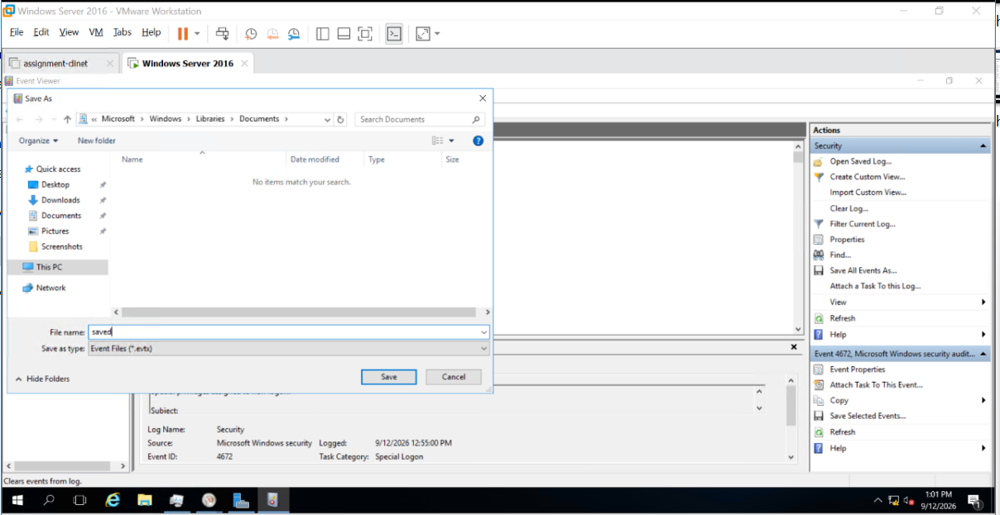 Windows Server 2016 - VMware Workstation
File Edit View VM Tabs Help
assignment-dinet
Windows Server 2016
Event Viewer
Save As
« Microsoft > Windows > Libraries > Documents >
Search Documents
Organize
New folder
Name
Date modified
Type
Size
No items match your search.
Quick access
Desktop
Downloads
Documents
Pictures
Screenshots
This PC
Network
File name: saved
Save as type: Event Files (*.evtx)
Hide Folders
Save
Cancel
Subject:
Log Name: Security
Source: Microsoft Windows security Logged: 9/12/2026 12:55:00 PM
Event ID: 4672 Task Category: Special Logon
Clears events from log.
Actions
Security
Open Saved Log...
Create Custom View...
Import Custom View...
Clear Log...
Filter Current Log...
Properties
Find...
Save All Events As...
Attach a Task To this Log...
View
Refresh
Help
Event 4672, Microsoft Windows security audit...
Event Properties
Attach Task To This Event...
Copy
Save Selected Events...
Refresh
Help
1:01 PM
9/12/2026
1